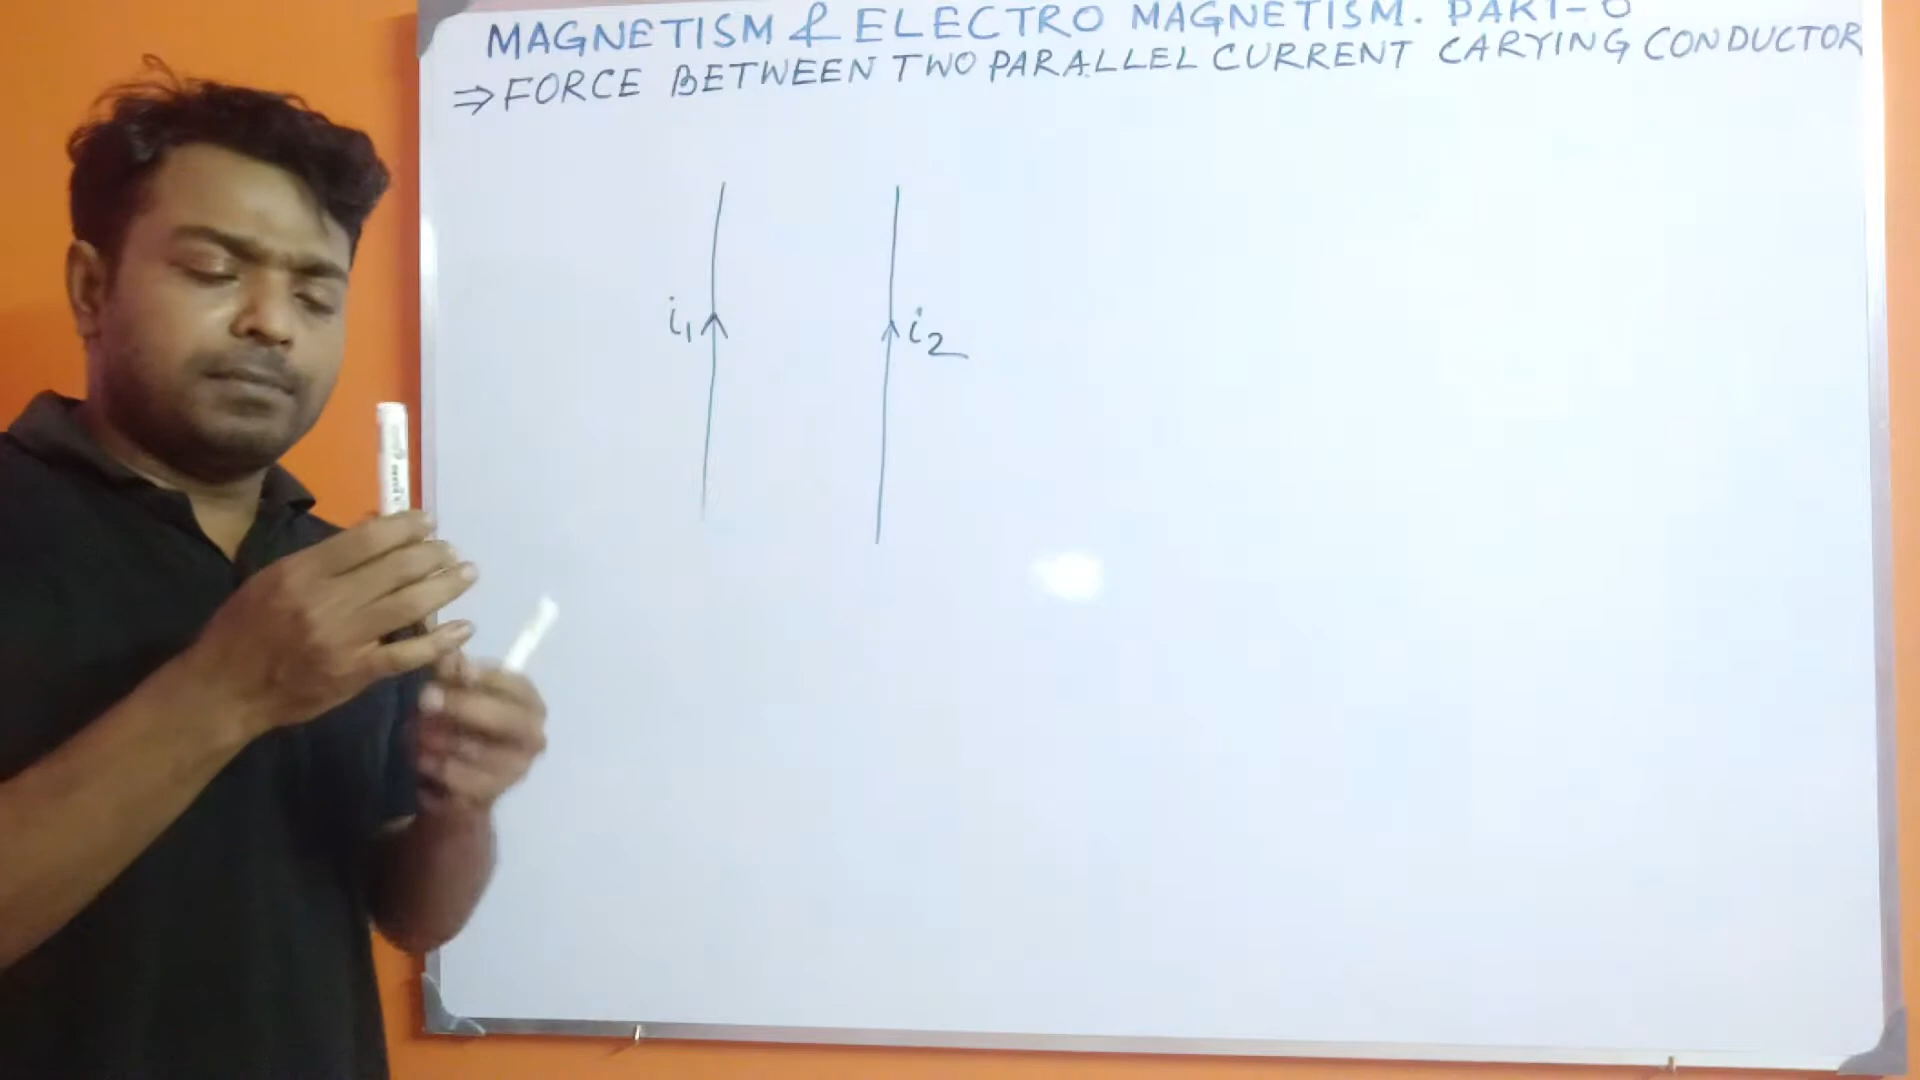 MAGNETISM & ELECTRO MAGNETISM. PART-
⇒ FORCE BETWEEN TWO PARALLEL CURRENT CARYING CONDUCTOR
i1 i2